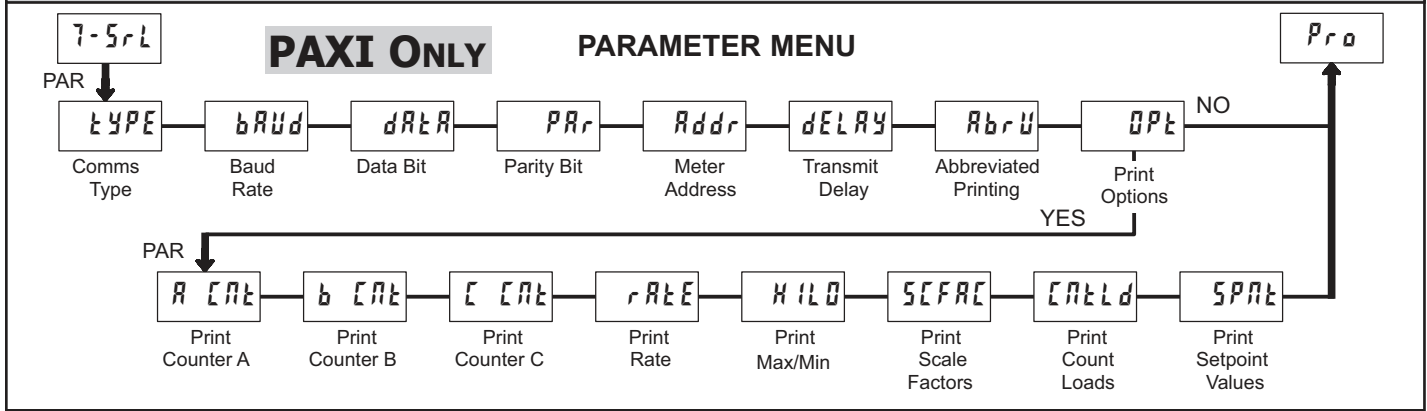 7-SrL
PAXI ONLY
PARAMETER MENU
Pro
PAR
tYPE
bAUd
dAtA
PAr
Addr
dELAY
AbrV
OPt
NO
Comms
Type
Baud
Rate
Data Bit
Parity Bit
Meter
Address
Transmit
Delay
Abbreviated
Printing
Print
Options
YES
PAR
A CNt
b CNt
C CNt
rAtE
HILO
SCFAC
CNtLd
SPNt
Print
Counter A
Print
Counter B
Print
Counter C
Print
Rate
Print
Max/Min
Print
Scale
Factors
Print
Count
Loads
Print
Setpoint
Values